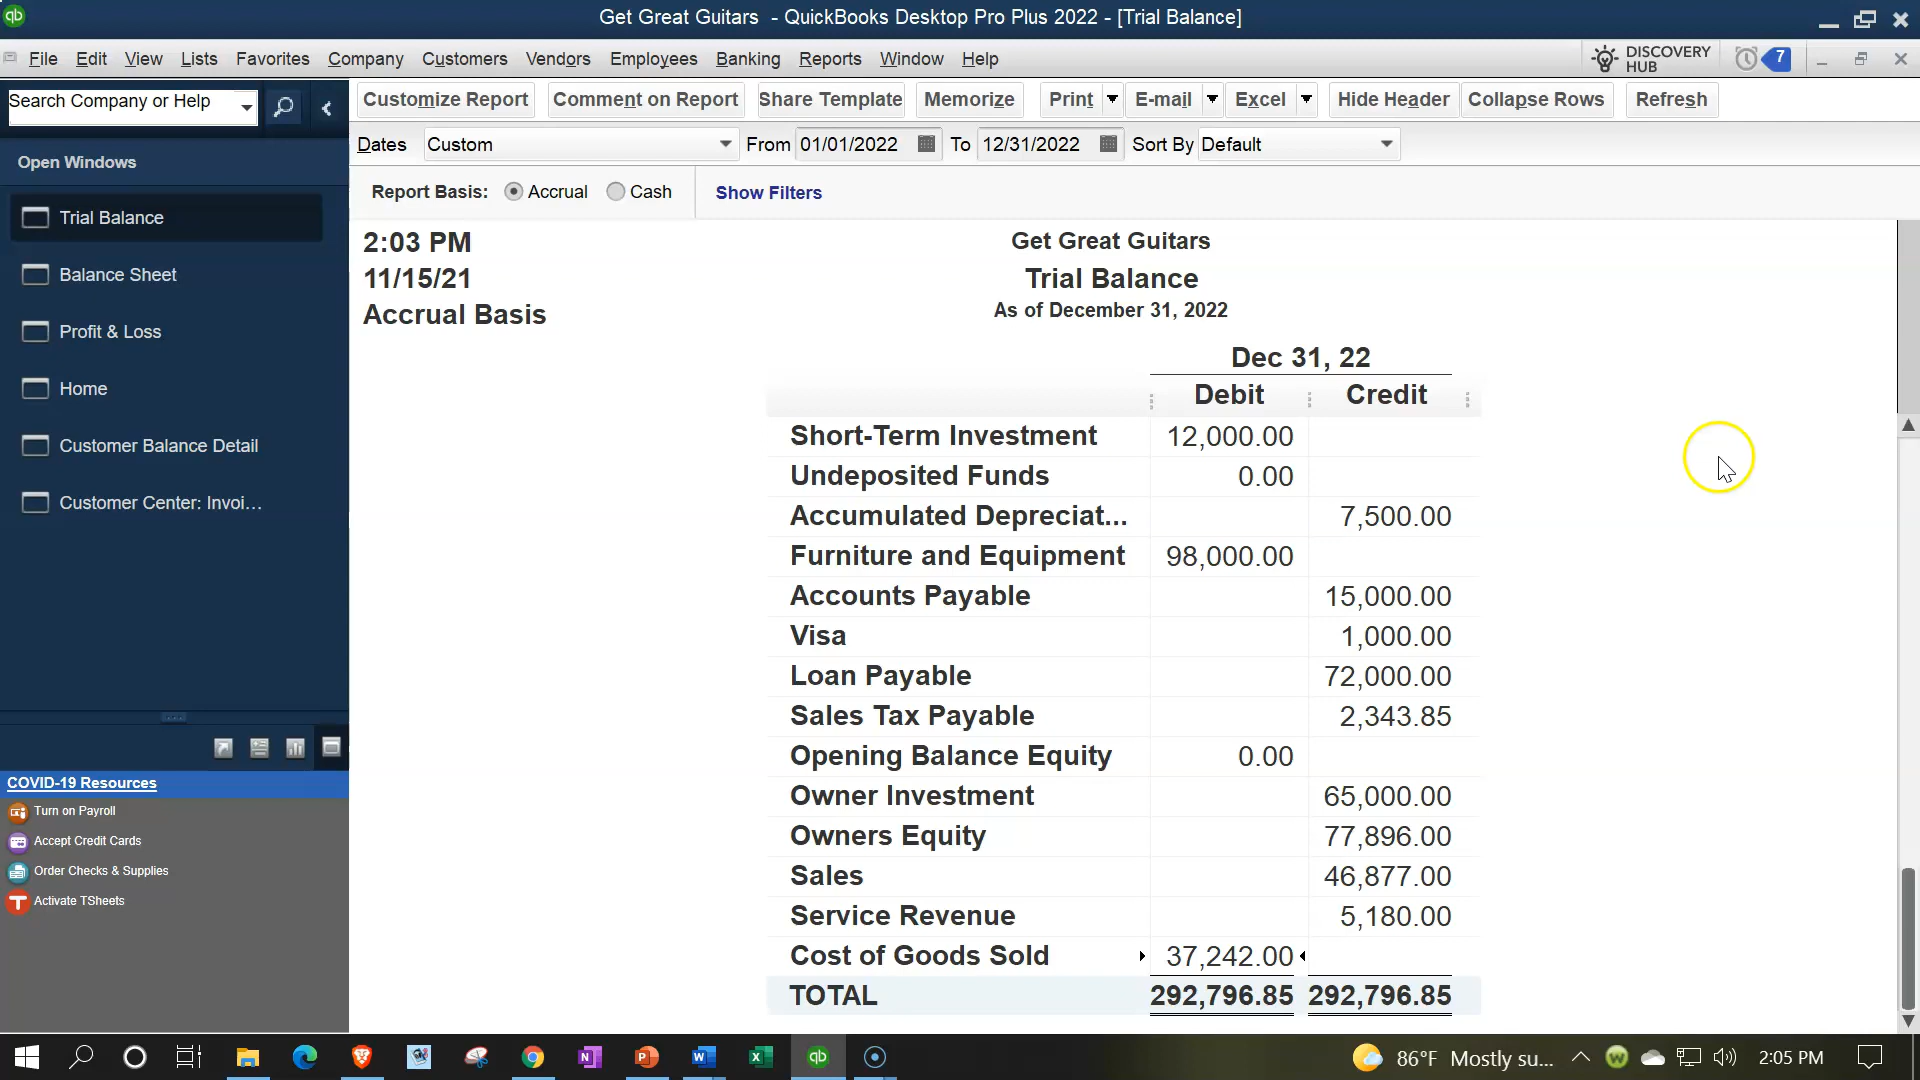 qb Get Great Guitars - QuickBooks Desktop Pro Plus 2022 - [Trial Balance]
File Edit View Lists Favorites Company Customers Vendors Employees Banking Reports Window Help DISCOVERY HUB 7
Search Company or Help
Customize Report Comment on Report Share Template Memorize Print E-mail Excel Hide Header Collapse Rows Refresh
Dates Custom From 01/01/2022 To 12/31/2022 Sort By Default
Report Basis: Accrual Cash Show Filters
Open Windows
Trial Balance
Balance Sheet
Profit & Loss
Home
Customer Balance Detail
Customer Center: Invoi...
COVID-19 Resources
Turn on Payroll
Accept Credit Cards
Order Checks & Supplies
T Activate TSheets
2:03 PM
11/15/21
Accrual Basis
Get Great Guitars
Trial Balance
As of December 31, 2022
Dec 31, 22
Debit Credit
Short-Term Investment 12,000.00
Undeposited Funds 0.00
Accumulated Depreciat... 7,500.00
Furniture and Equipment 98,000.00
Accounts Payable 15,000.00
Visa 1,000.00
Loan Payable 72,000.00
Sales Tax Payable 2,343.85
Opening Balance Equity 0.00
Owner Investment 65,000.00
Owners Equity 77,896.00
Sales 46,877.00
Service Revenue 5,180.00
Cost of Goods Sold 37,242.00
TOTAL 292,796.85 292,796.85
N P W X qb 86°F Mostly su... W 2:05 PM